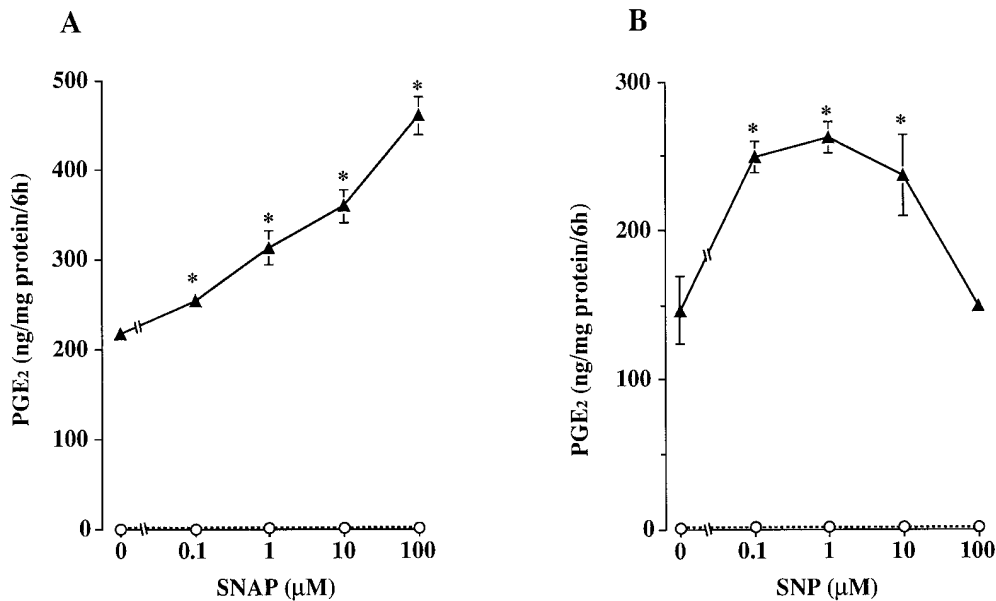 A
PGE2 (ng/mg protein/6h)
500
400
300
200
100
0
* * * * *
0 0.1 1 10 100
SNAP (μM)
B
PGE2 (ng/mg protein/6h)
300
200
100
0
* * *
0 0.1 1 10 100
SNP (μM)